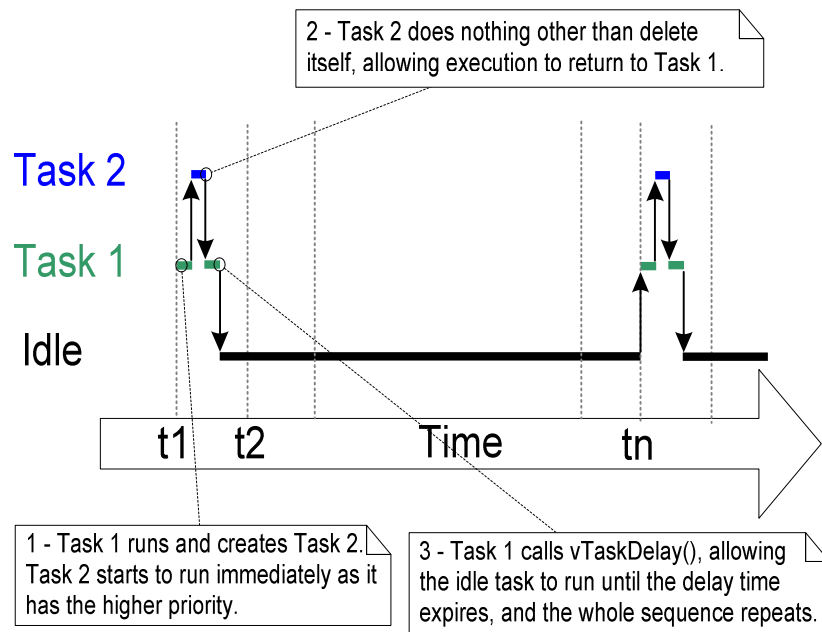 2 - Task 2 does nothing other than delete
itself, allowing execution to return to Task 1.
Task 2
Task 1
Idle
t1 t2 Time tn
1 - Task 1 runs and creates Task 2.
Task 2 starts to run immediately as it
has the higher priority.
3 - Task 1 calls vTaskDelay(), allowing
the idle task to run until the delay time
expires, and the whole sequence repeats.